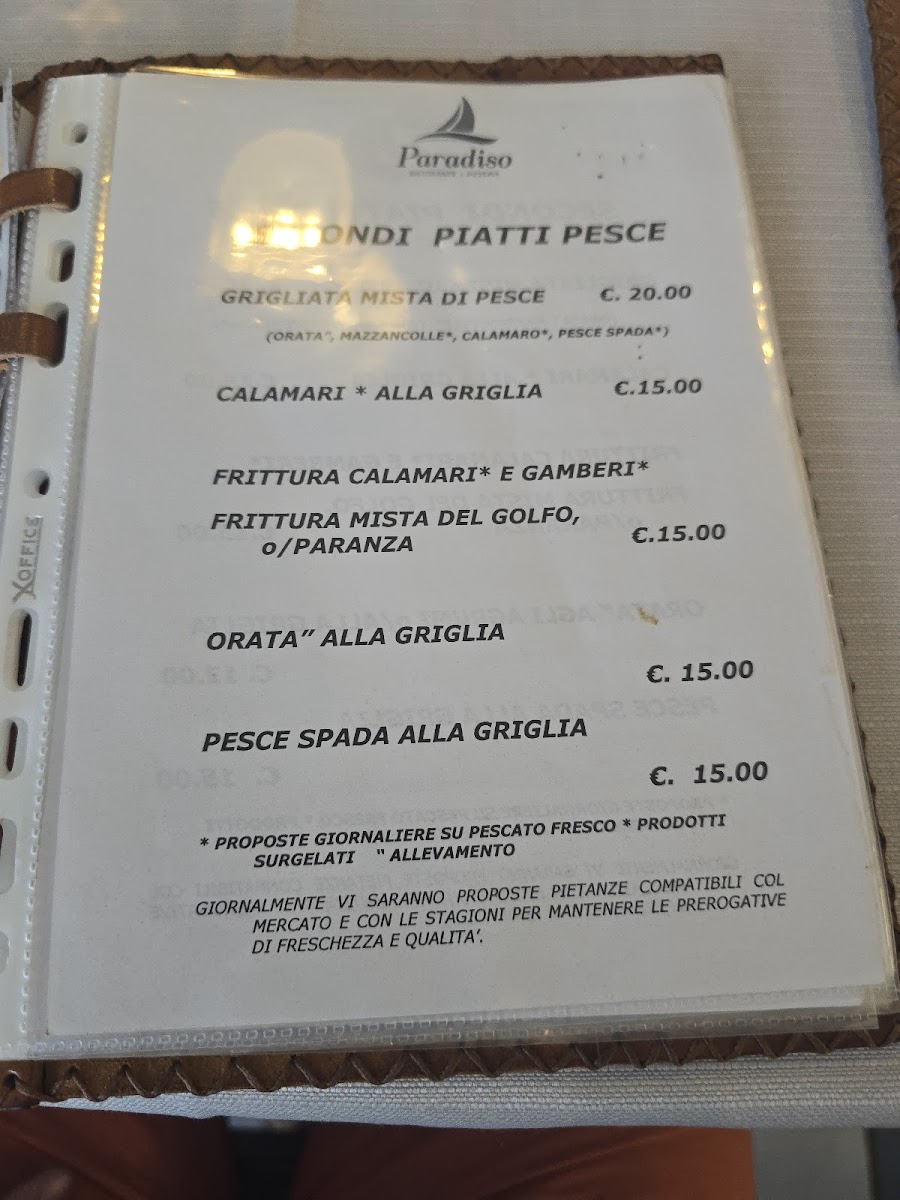 Paradiso
PIATTI PESCE
GRIGLIATA MISTA DI PESCE €. 20.00
(ORATA”, MAZZANCOLLE*, CALAMARO*, PESCE SPADA*)
CALAMARI * ALLA GRIGLIA €.15.00
FRITTURA CALAMARI* E GAMBERI*
FRITTURA MISTA DEL GOLFO,
o/PARANZA €.15.00
ORATA” ALLA GRIGLIA
€. 15.00
PESCE SPADA ALLA GRIGLIA
€. 15.00
* PROPOSTE GIORNALIERE SU PESCATO FRESCO * PRODOTTI
SURGELATI “ ALLEVAMENTO
GIORNALMENTE VI SARANNO PROPOSTE PIETANZE COMPATIBILI COL
MERCATO E CON LE STAGIONI PER MANTENERE LE PREROGATIVE
DI FRESCHEZZA E QUALITA’.
XOFFICE